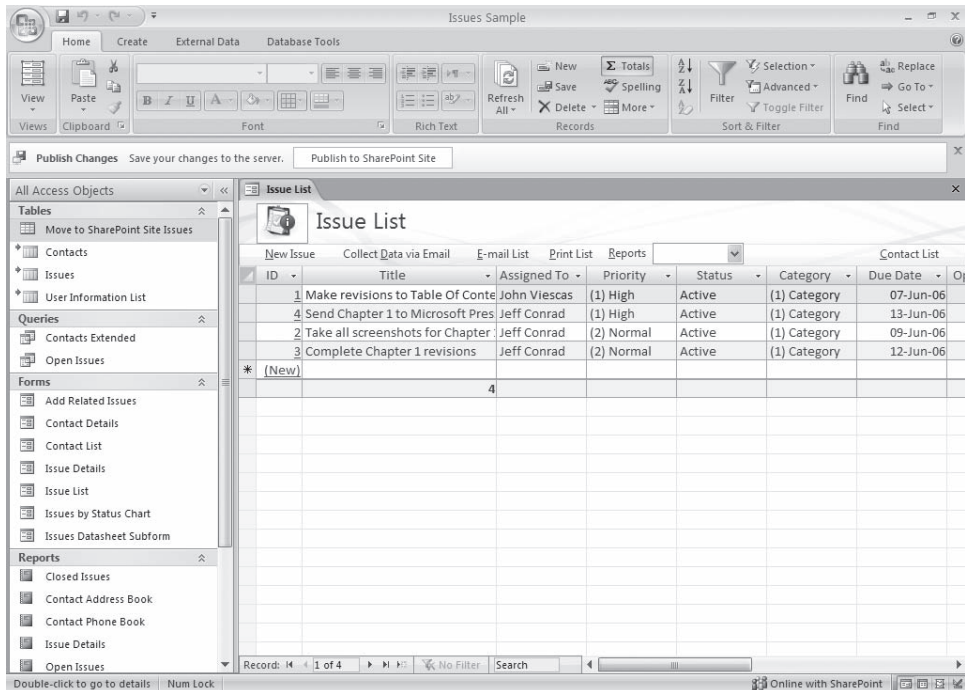 Issues Sample
Home Create External Data Database Tools
View
Paste
B I U A
ab
Refresh All
New
Save
Delete
Σ Totals
Spelling
More
Filter
Selection
Advanced
Toggle Filter
Find
Replace
Go To
Select
Views Clipboard Font Rich Text Records Sort & Filter Find
Publish Changes Save your changes to the server. Publish to SharePoint Site
All Access Objects
Tables
Move to SharePoint Site Issues
Contacts
Issues
User Information List
Queries
Contacts Extended
Open Issues
Forms
Add Related Issues
Contact Details
Contact List
Issue Details
Issue List
Issues by Status Chart
Issues Datasheet Subform
Reports
Closed Issues
Contact Address Book
Contact Phone Book
Issue Details
Open Issues
Issue List
Issue List
New Issue Collect Data via Email E-mail List Print List Reports Contact List
ID Title Assigned To Priority Status Category Due Date Op
1 Make revisions to Table Of Conte John Viescas (1) High Active (1) Category 07-Jun-06
4 Send Chapter 1 to Microsoft Pres Jeff Conrad (1) High Active (1) Category 13-Jun-06
2 Take all screenshots for Chapter Jeff Conrad (2) Normal Active (1) Category 09-Jun-06
3 Complete Chapter 1 revisions Jeff Conrad (2) Normal Active (1) Category 12-Jun-06
* (New)
4
Record: 1 of 4 No Filter Search
Double-click to go to details Num Lock Online with SharePoint